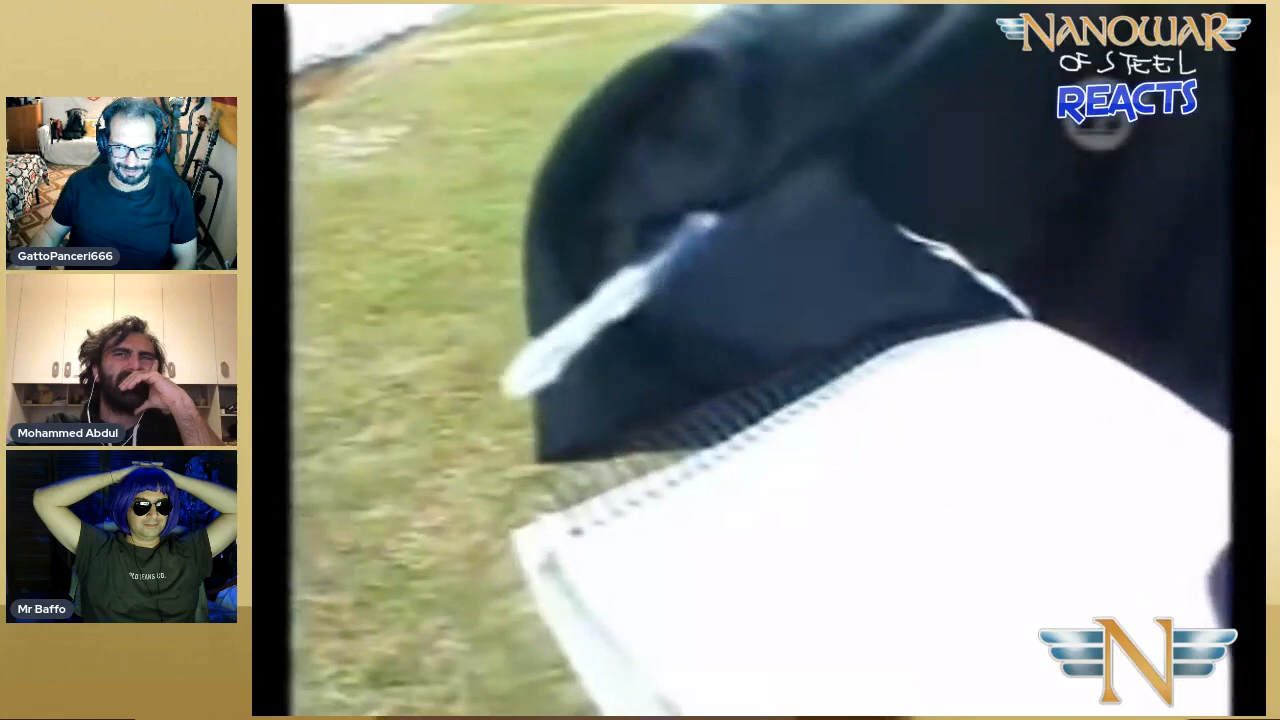 NANOWAR
OF STEEL
REACTS
GattoPanceri666
Mohammed Abdul
Mr Baffo
N